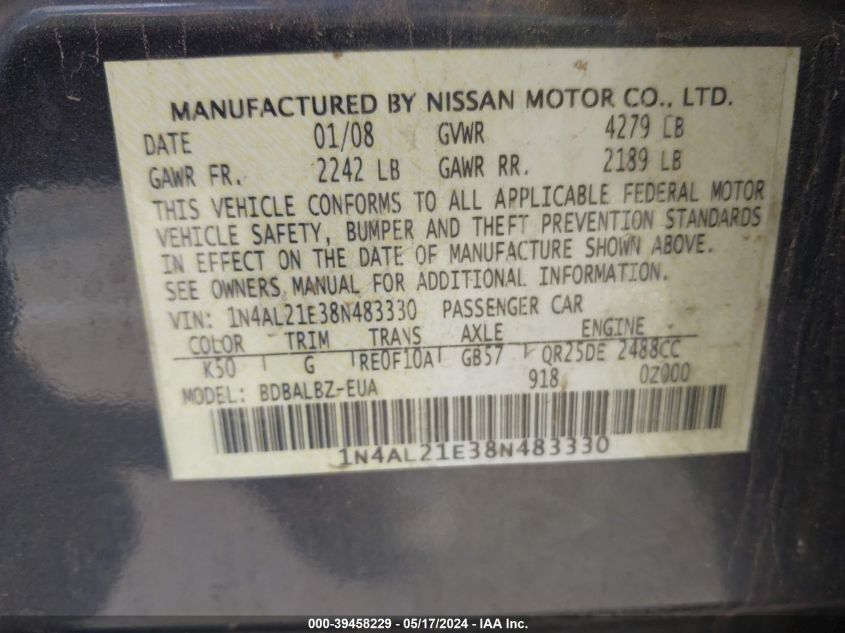 MANUFACTURED BY NISSAN MOTOR CO., LTD.
DATE 01/08 GVWR 4279 LB
GAWR FR. 2242 LB GAWR RR. 2189 LB
THIS VEHICLE CONFORMS TO ALL APPLICABLE FEDERAL MOTOR
VEHICLE SAFETY, BUMPER AND THEFT PREVENTION STANDARDS
IN EFFECT ON THE DATE OF MANUFACTURE SHOWN ABOVE.
SEE OWNERS MANUAL FOR ADDITIONAL INFORMATION.
VIN: 1N4AL21E38N483330 PASSENGER CAR
COLOR TRIM TRANS AXLE ENGINE
K50 G RE0F10A GB57 QR25DE 2488CC
MODEL: BDBALBZ-EUA 918 0Z000
1N4AL21E38N483330
000-39458229 - 05/17/2024 - IAA Inc.